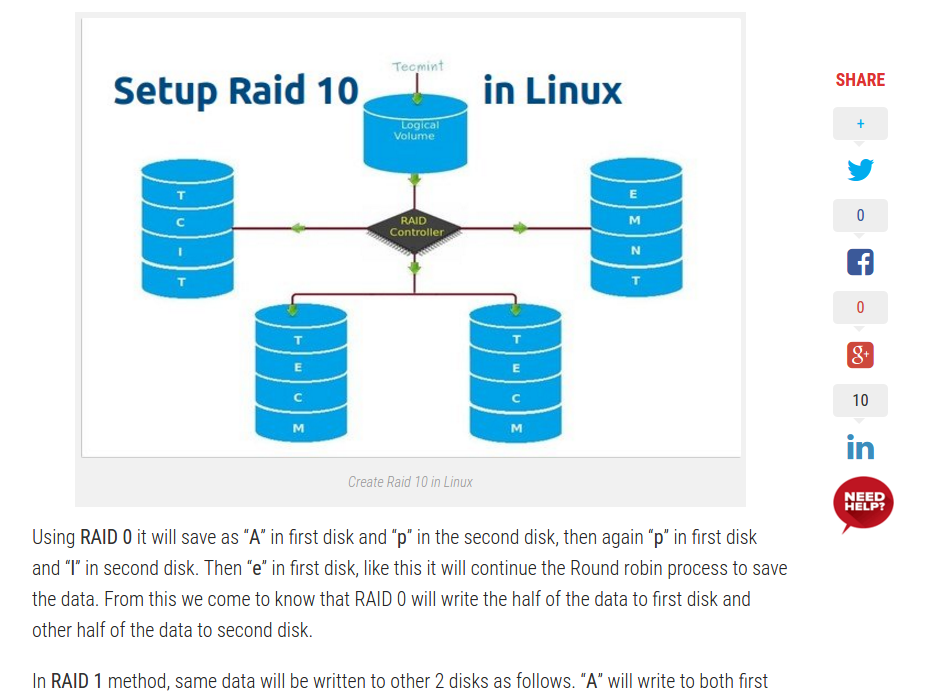 Tecmint
Setup Raid 10 in Linux
Logical
Volume
T
C
I
T
RAID
Controller
E
M
N
T
T
E
C
M
T
E
C
M
Create Raid 10 in Linux
Using RAID 0 it will save as “A” in first disk and “p” in the second disk, then again “p” in first disk
and “l” in second disk. Then “e” in first disk, like this it will continue the Round robin process to save
the data. From this we come to know that RAID 0 will write the half of the data to first disk and
other half of the data to second disk.
In RAID 1 method, same data will be written to other 2 disks as follows. “A” will write to both first
SHARE
+
0
f
0
g+
10
in
NEED
HELP?